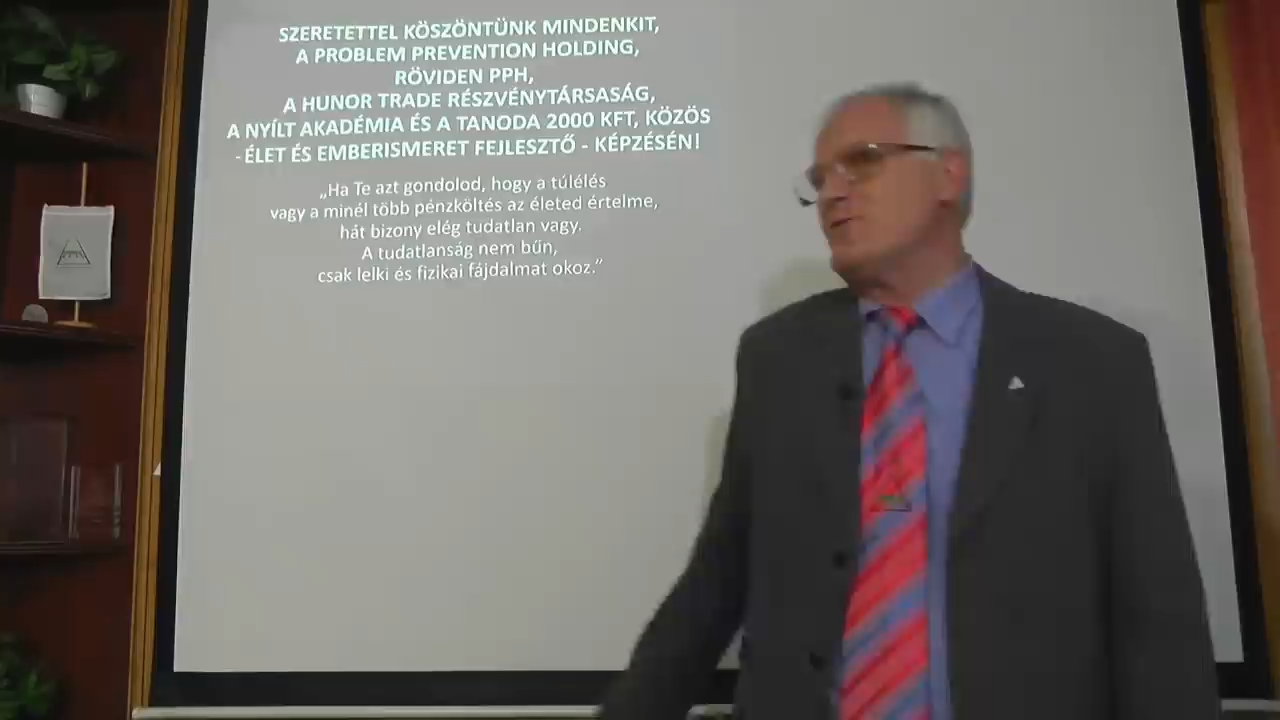 SZERETETTEL KÖSZÖNTÜNK MINDENKIT,
A PROBLEM PREVENTION HOLDING,
RÖVIDEN PPH,
A HUNOR TRADE RÉSZVÉNYTÁRSASÁG,
A NYÍLT AKADÉMIA ÉS A TANODA 2000 KFT, KÖZÖS
- ÉLET ÉS EMBERISMERET FEJLESZTŐ - KÉPZÉSÉN!
„Ha Te azt gondolod, hogy a túlélés
vagy a minél több pénzköltés az életed értelme,
hát bizony elég tudatlan vagy.
A tudatlanság nem bűn,
csak lelki és fizikai fájdalmat okoz.”